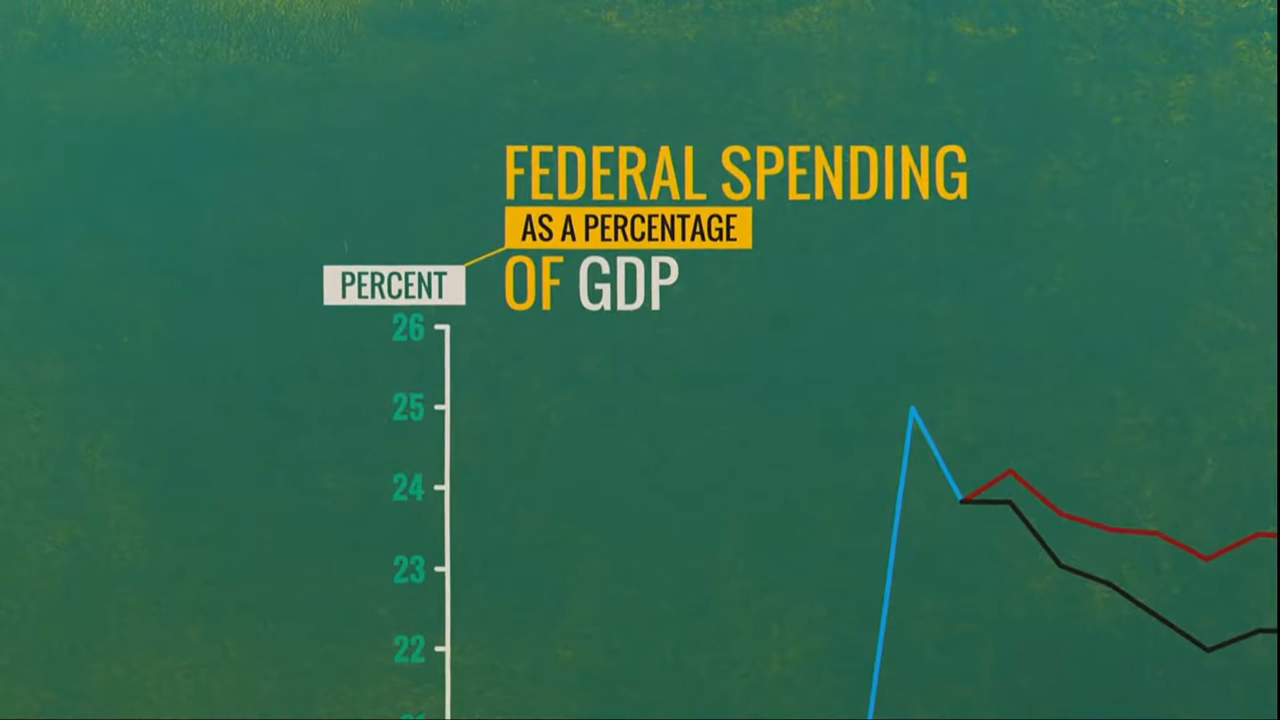 FEDERAL SPENDING
AS A PERCENTAGE
OF GDP
PERCENT
26
25
24
23
22